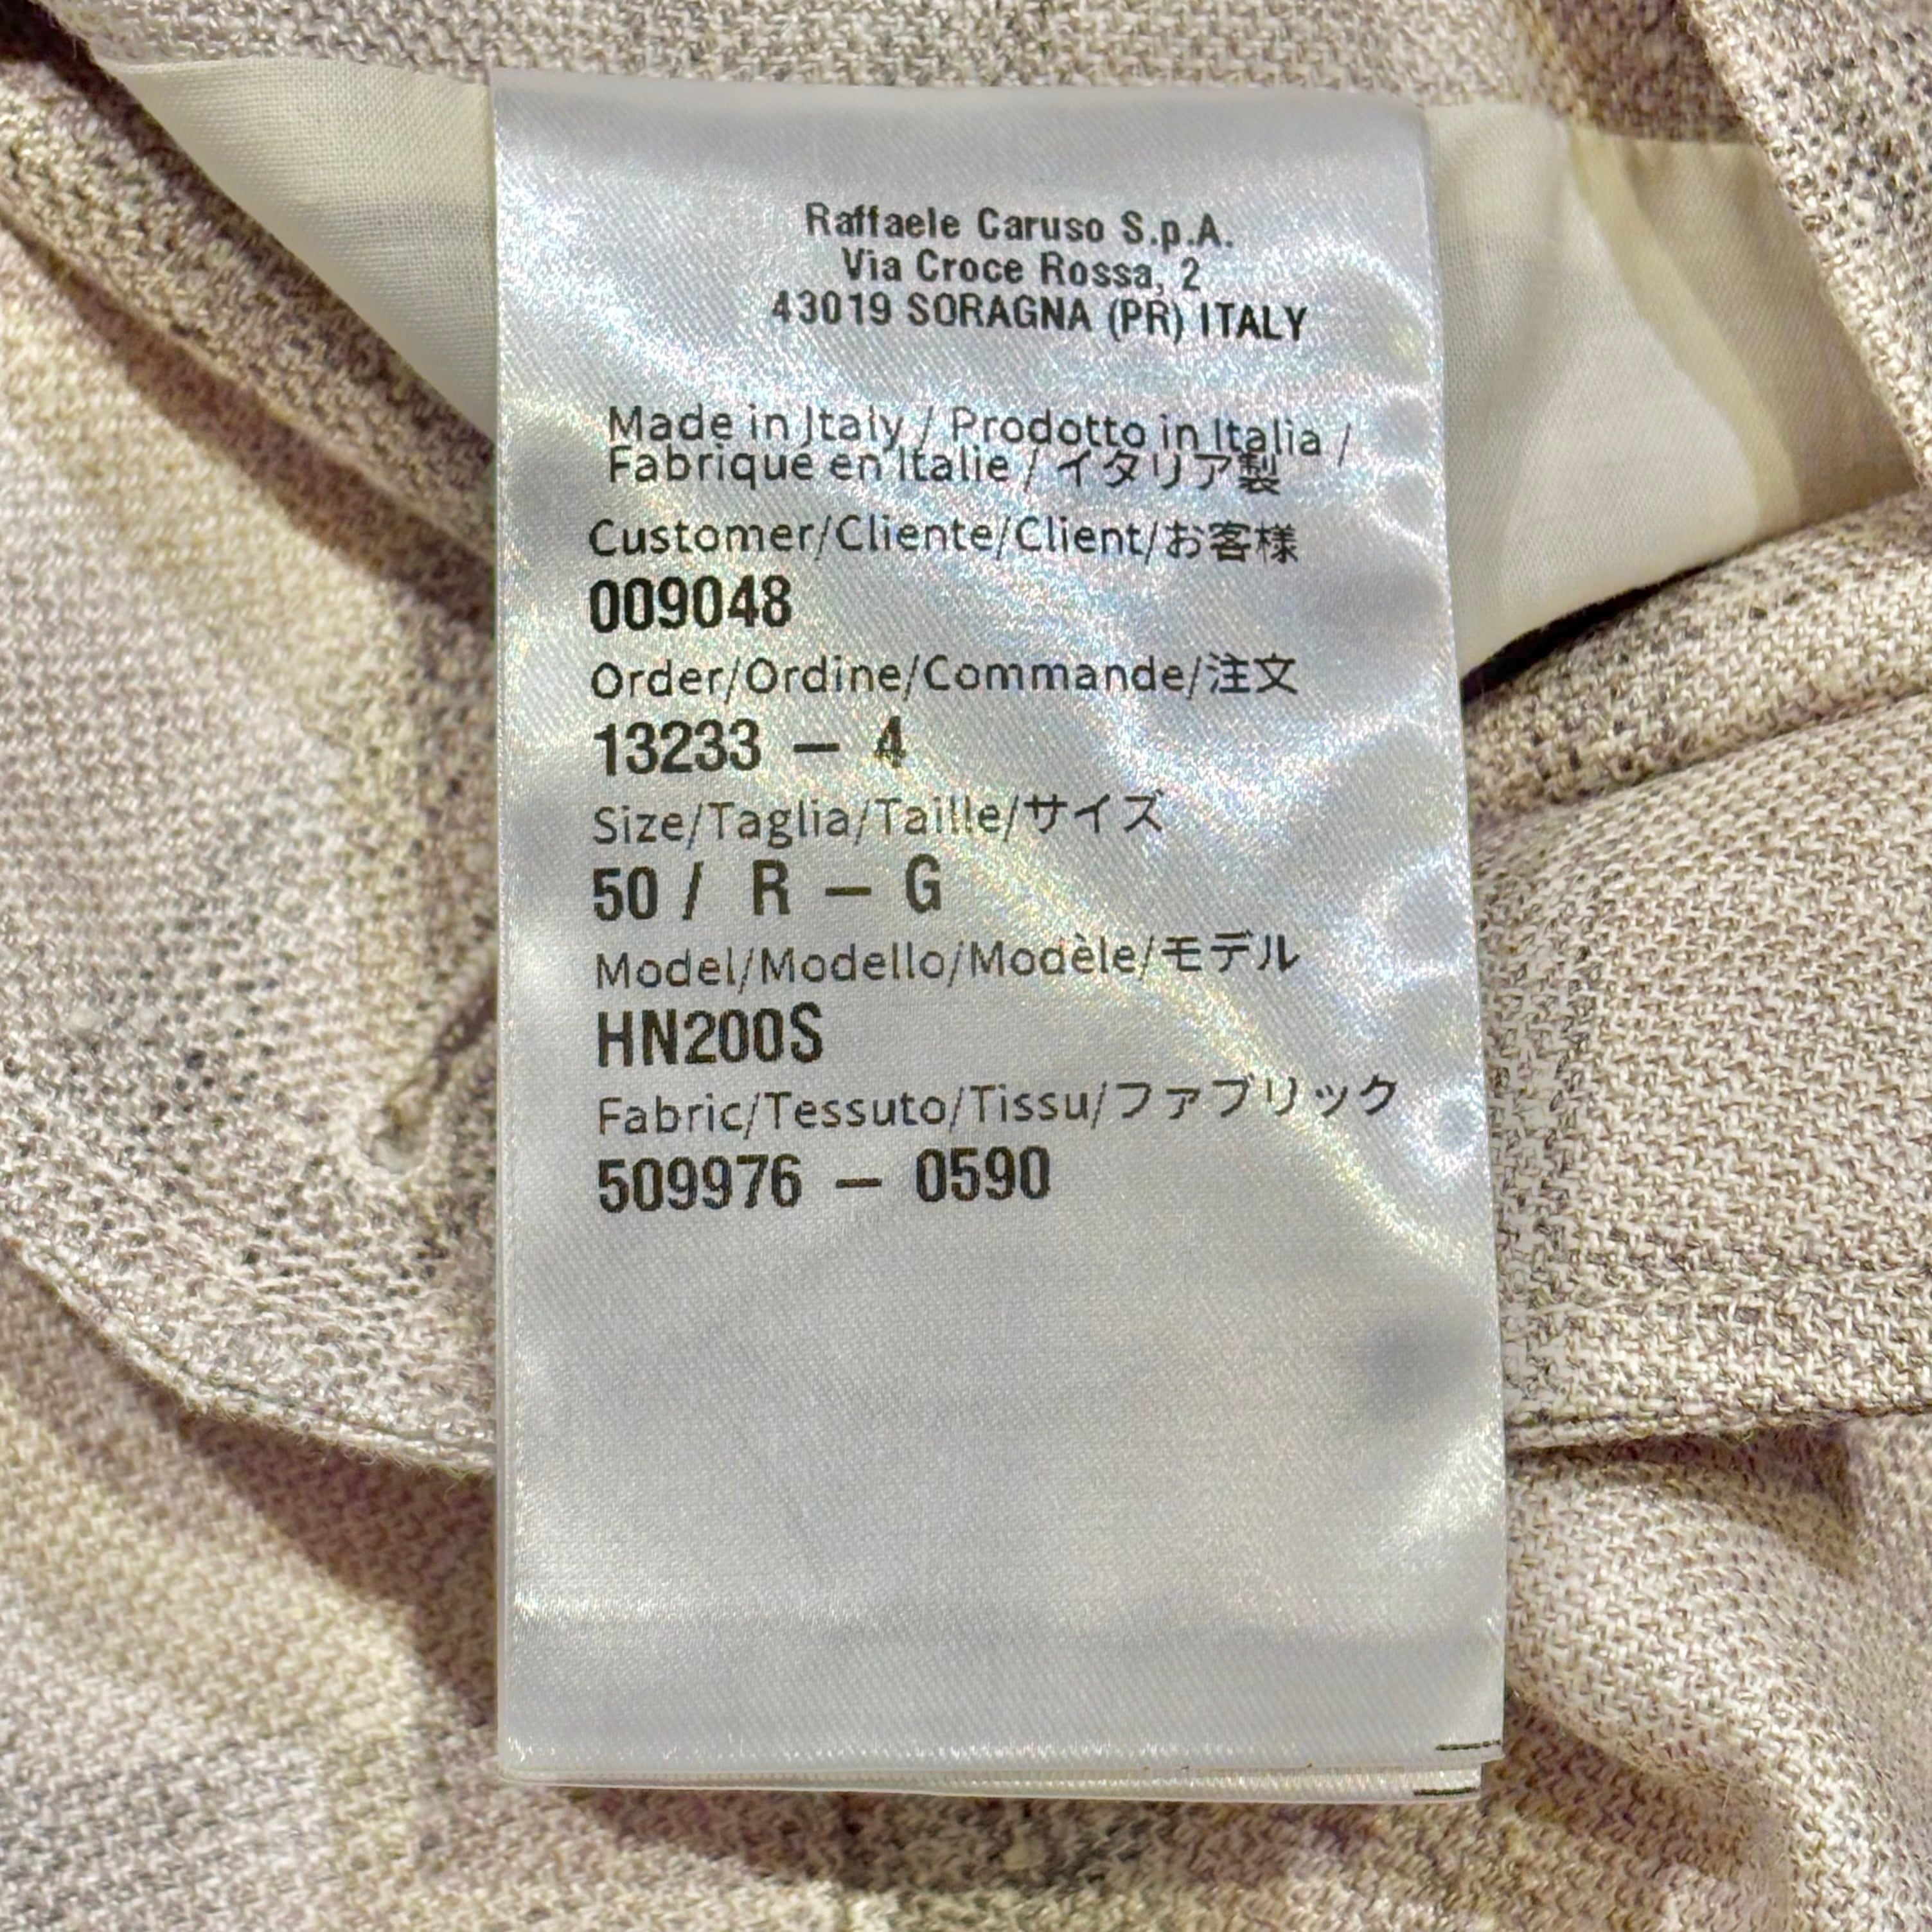 Raffaele Caruso S.p.A.
Via Croce Rossa, 2
43019 SORAGNA (PR) ITALY
Made in Italy / Prodotto in Italia /
Fabriqué en Italie / イタリア製
Customer/Cliente/Client/お客様
009048
Order/Ordine/Commande/注文
13233 – 4
Size/Taglia/Taille/サイズ
50 / R – G
Model/Modello/Modèle/モデル
HN200S
Fabric/Tessuto/Tissu/ファブリック
509976 – 0590